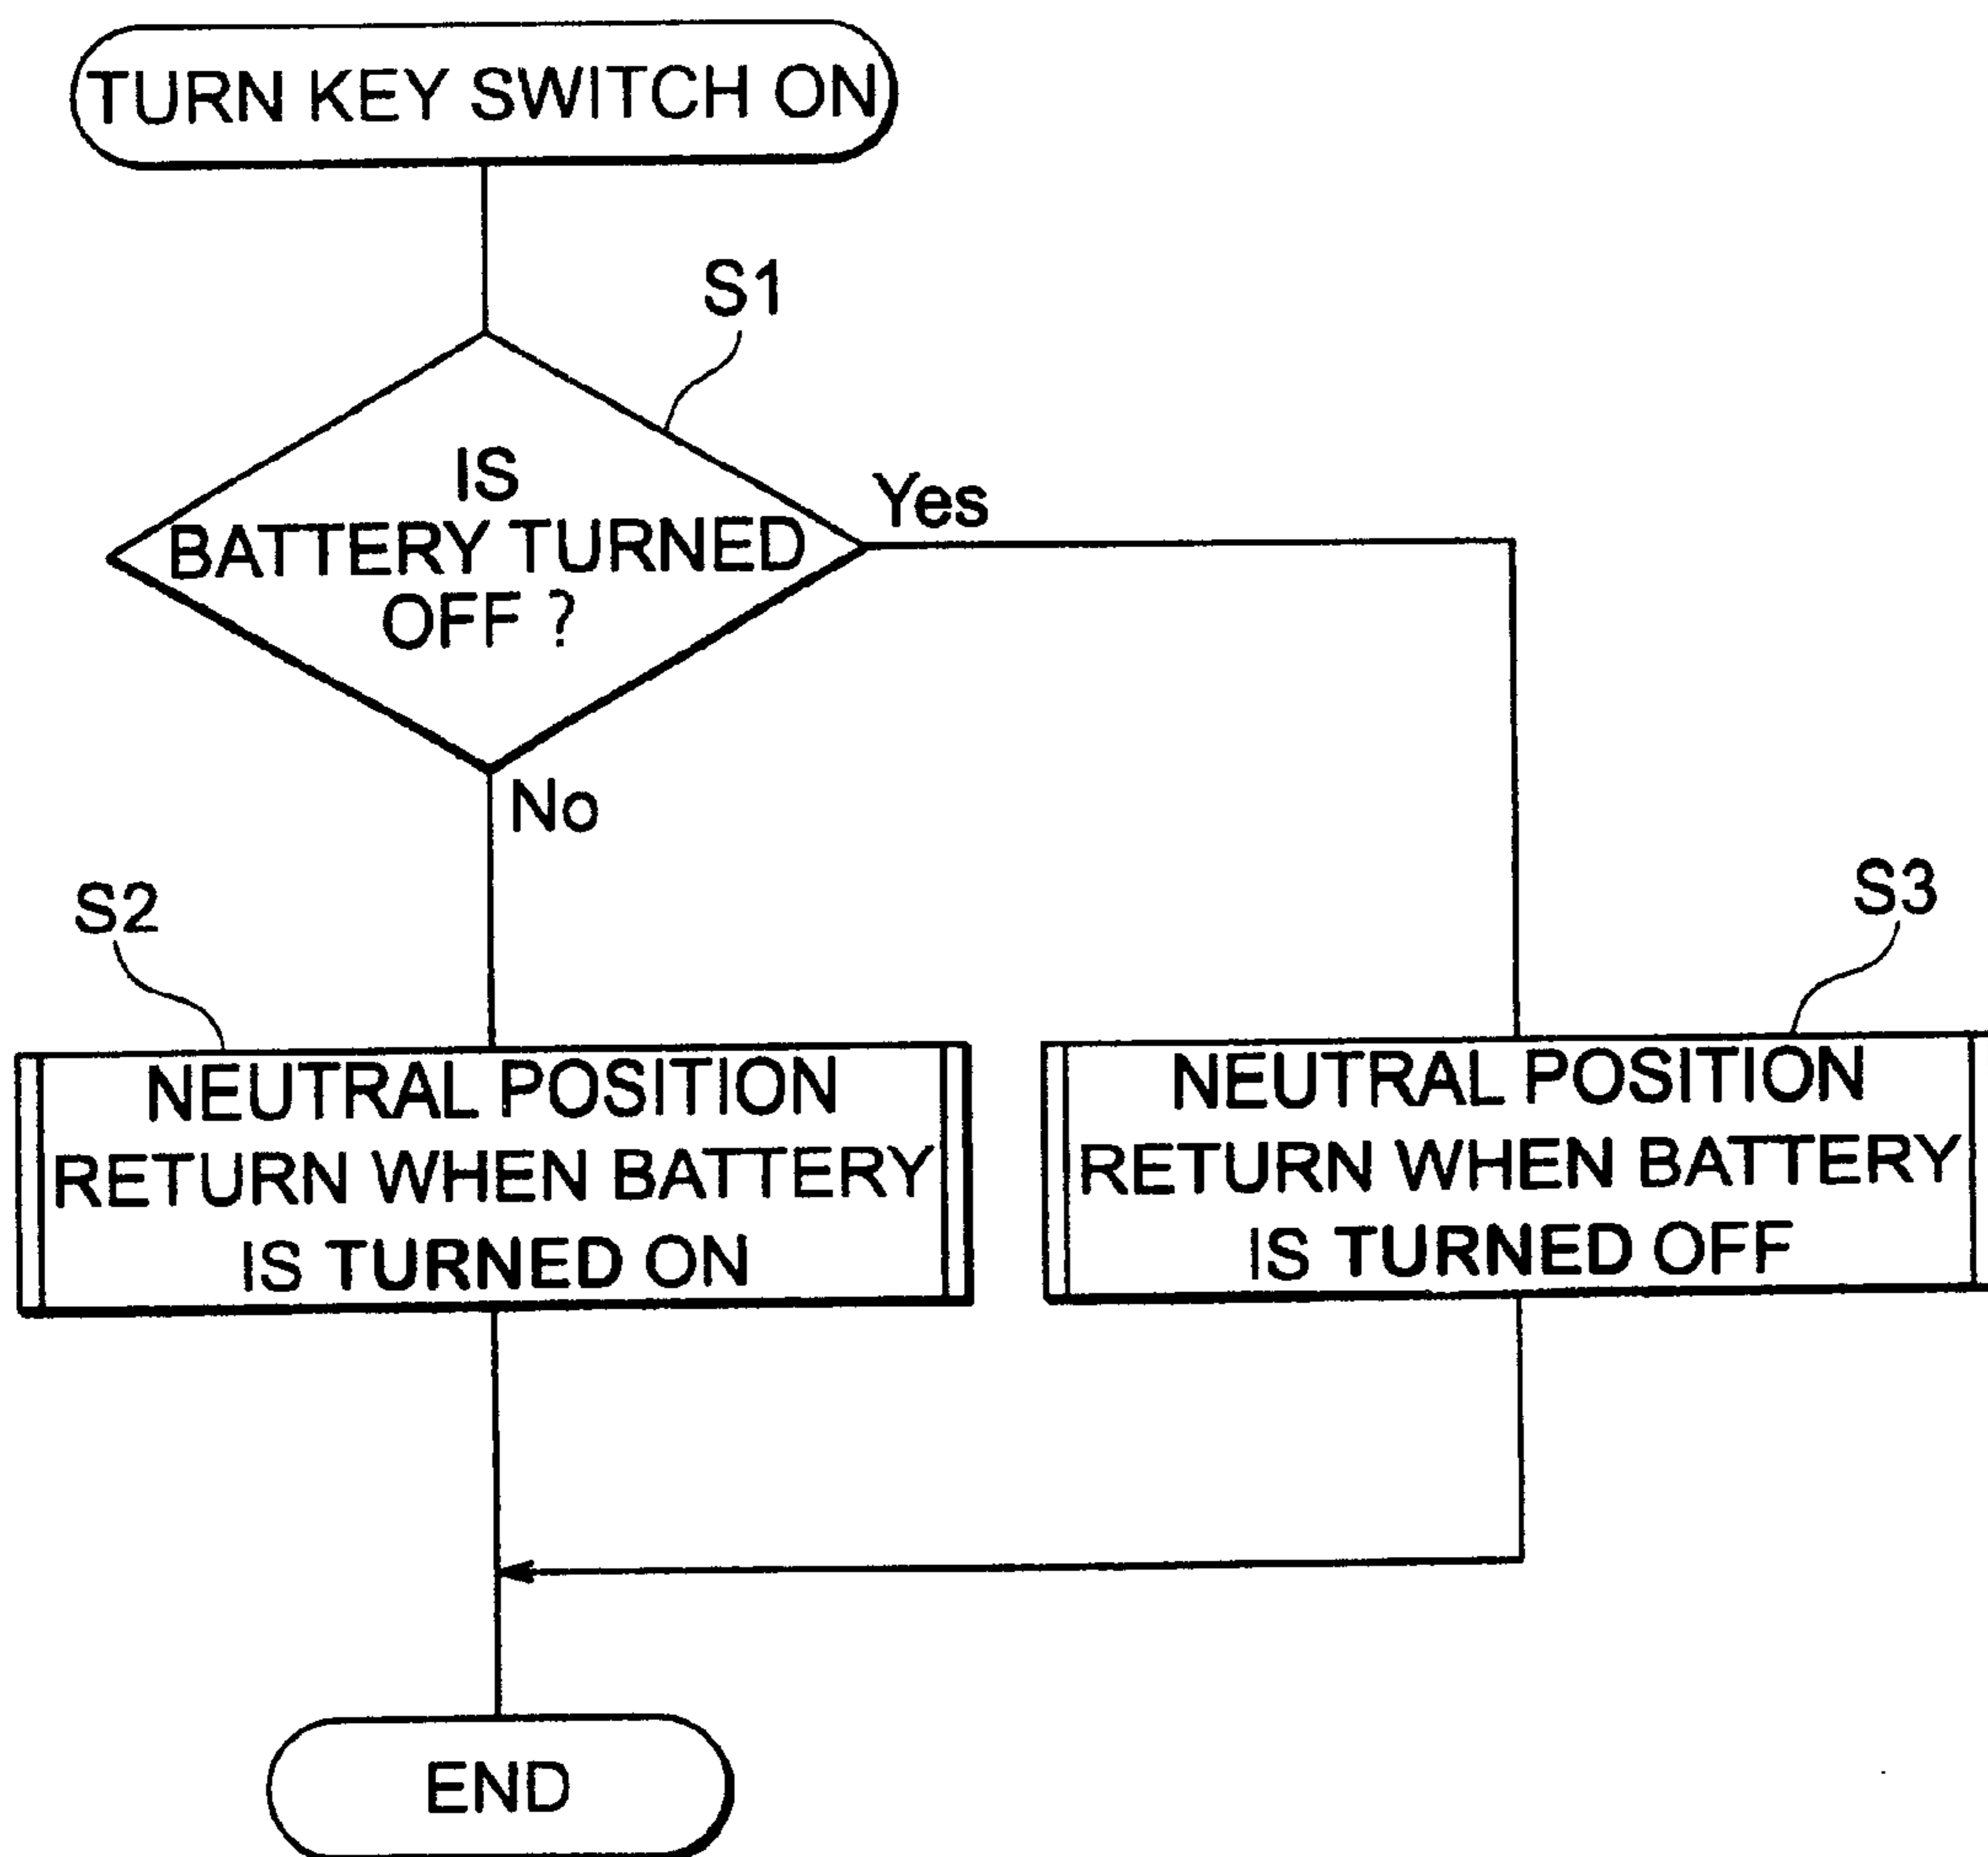 TURN KEY SWITCH ON
S1
IS
BATTERY TURNED
OFF ?
Yes
No
S2
NEUTRAL POSITION
RETURN WHEN BATTERY
IS TURNED ON
S3
NEUTRAL POSITION
RETURN WHEN BATTERY
IS TURNED OFF
END